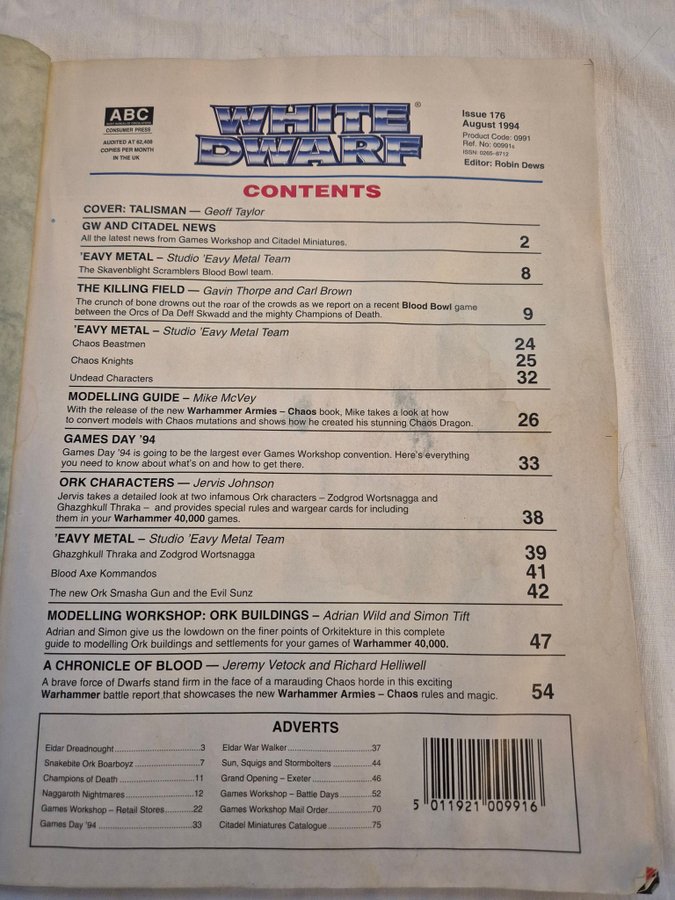 ABC
CONSUMER PRESS
AUDITED AT 62,408
COPIES PER MONTH
IN THE UK
WHITE DWARF®
Issue 176
August 1994
Product Code: 0991
Ref. No: 00991s
ISSN: 0265-8712
Editor: Robin Dews
CONTENTS
COVER: TALISMAN — Geoff Taylor
GW AND CITADEL NEWS
All the latest news from Games Workshop and Citadel Miniatures. 2
'EAVY METAL – Studio 'Eavy Metal Team
The Skavenblight Scramblers Blood Bowl team. 8
THE KILLING FIELD — Gavin Thorpe and Carl Brown
The crunch of bone drowns out the roar of the crowds as we report on a recent Blood Bowl game
between the Orcs of Da Deff Skwadd and the mighty Champions of Death. 9
'EAVY METAL – Studio 'Eavy Metal Team
Chaos Beastmen 24
Chaos Knights 25
Undead Characters 32
MODELLING GUIDE – Mike McVey
With the release of the new Warhammer Armies – Chaos book, Mike takes a look at how
to convert models with Chaos mutations and shows how he created his stunning Chaos Dragon. 26
GAMES DAY '94
Games Day '94 is going to be the largest ever Games Workshop convention. Here's everything
you need to know about what's on and how to get there. 33
ORK CHARACTERS — Jervis Johnson
Jervis takes a detailed look at two infamous Ork characters – Zodgrod Wortsnagga and
Ghazghkull Thraka – and provides special rules and wargear cards for including
them in your Warhammer 40,000 games. 38
'EAVY METAL – Studio 'Eavy Metal Team
Ghazghkull Thraka and Zodgrod Wortsnagga 39
Blood Axe Kommandos 41
The new Ork Smasha Gun and the Evil Sunz 42
MODELLING WORKSHOP: ORK BUILDINGS – Adrian Wild and Simon Tift
Adrian and Simon give us the lowdown on the finer points of Orkitekture in this complete
guide to modelling Ork buildings and settlements for your games of Warhammer 40,000. 47
A CHRONICLE OF BLOOD — Jeremy Vetock and Richard Helliwell
A brave force of Dwarfs stand firm in the face of a marauding Chaos horde in this exciting
Warhammer battle report that showcases the new Warhammer Armies – Chaos rules and magic. 54
ADVERTS
Eldar Dreadnought 3
Snakebite Ork Boarboyz 7
Champions of Death 11
Naggaroth Nightmares 12
Games Workshop – Retail Stores 22
Games Day '94 33
Eldar War Walker 37
Sun, Squigs and Stormbolters 44
Grand Opening – Exeter 46
Games Workshop – Battle Days 52
Games Workshop Mail Order 70
Citadel Miniatures Catalogue 75
5 011921 009916